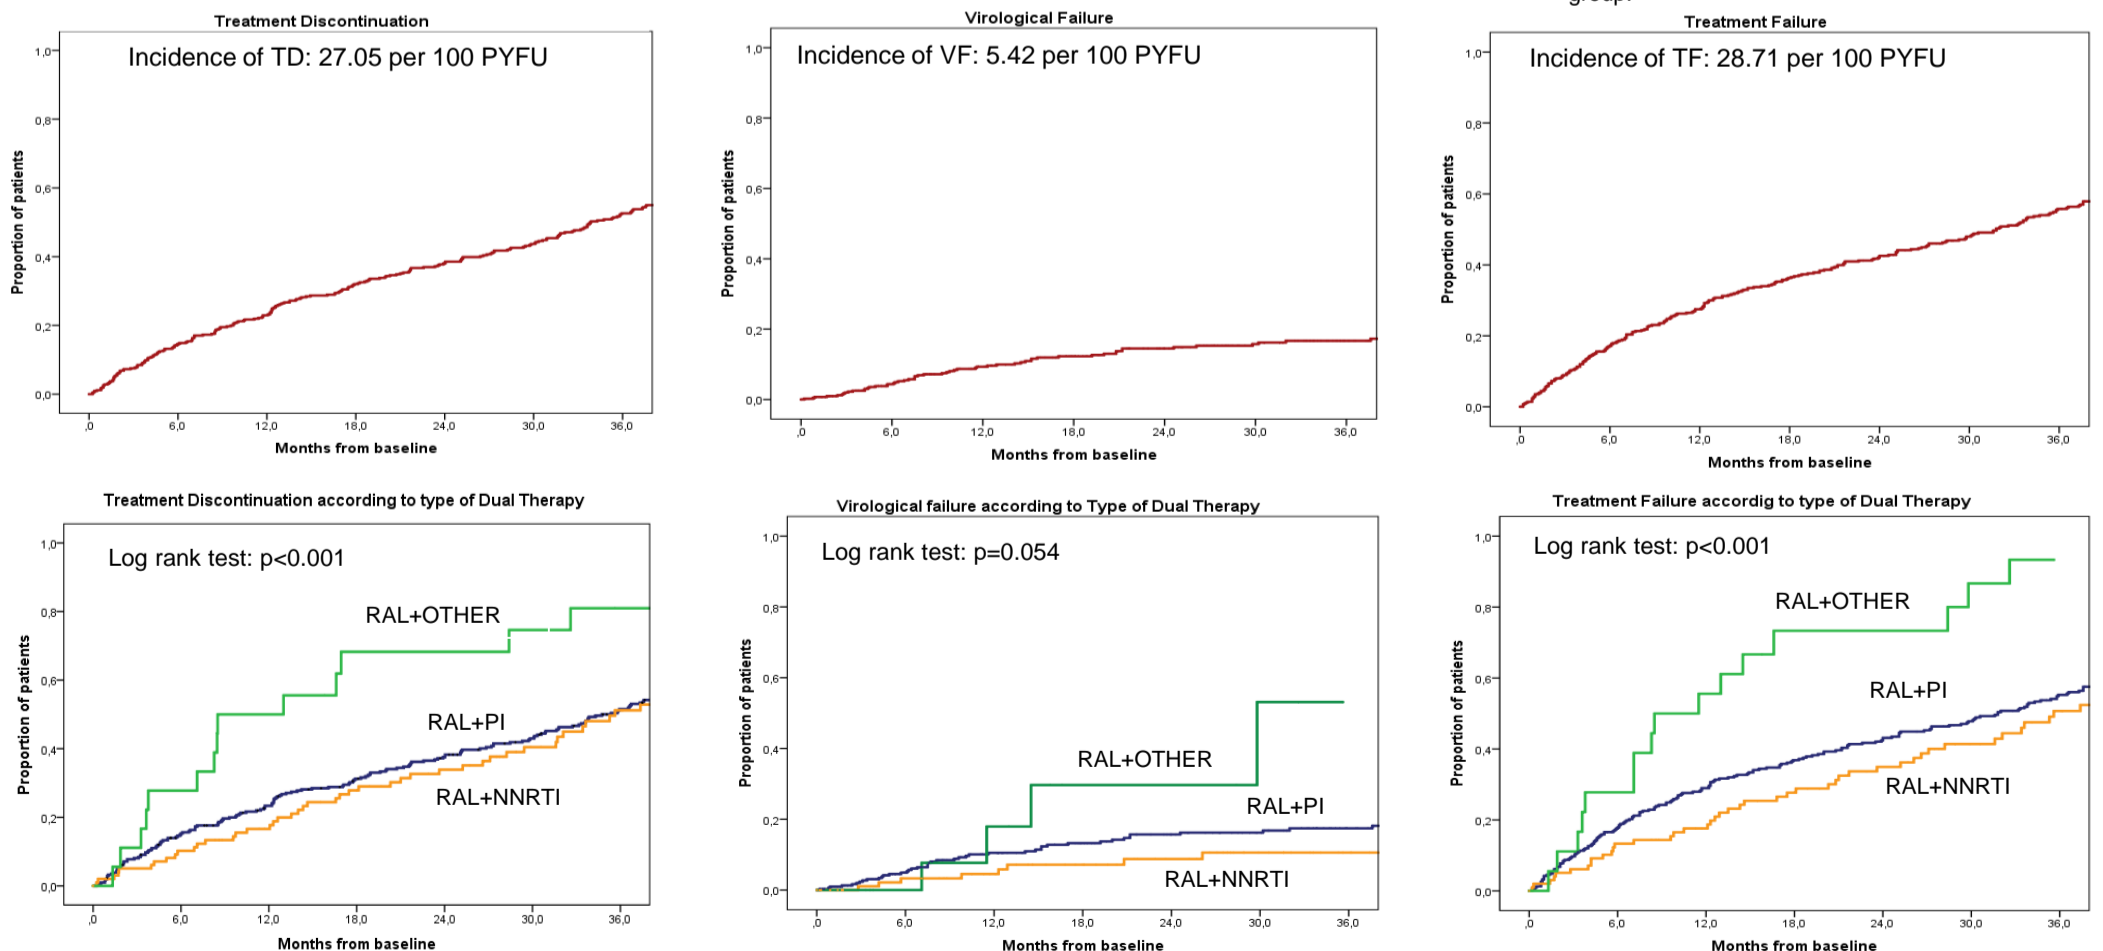 Treatment Discontinuation
Incidence of TD: 27.05 per 100 PYFU
Proportion of patients
1,0
0,8
0,6
0,4
0,2
0,0
,0 6,0 12,0 18,0 24,0 30,0 36,0
Months from baseline
Virological Failure
Incidence of VF: 5.42 per 100 PYFU
Proportion of patients
1,0
0,8
0,6
0,4
0,2
0,0
,0 6,0 12,0 18,0 24,0 30,0 36,0
Months from baseline
Treatment Failure
Incidence of TF: 28.71 per 100 PYFU
Proportion of patients
1,0
0,8
0,6
0,4
0,2
0,0
,0 6,0 12,0 18,0 24,0 30,0 36,0
Months from baseline
Treatment Discontinuation according to type of Dual Therapy
Log rank test: p<0.001
RAL+OTHER
RAL+PI
RAL+NNRTI
Proportion of patients
1,0
0,8
0,6
0,4
0,2
0,0
,0 6,0 12,0 18,0 24,0 30,0 36,0
Months from baseline
Virological failure according to Type of Dual Therapy
Log rank test: p=0.054
RAL+OTHER
RAL+PI
RAL+NNRTI
Proportion of patients
1,0
0,8
0,6
0,4
0,2
0,0
,0 6,0 12,0 18,0 24,0 30,0 36,0
Months from baseline
Treatment Failure accordig to type of Dual Therapy
Log rank test: p<0.001
RAL+OTHER
RAL+PI
RAL+NNRTI
Proportion of patients
1,0
0,8
0,6
0,4
0,2
0,0
,0 6,0 12,0 18,0 24,0 30,0 36,0
Months from baseline